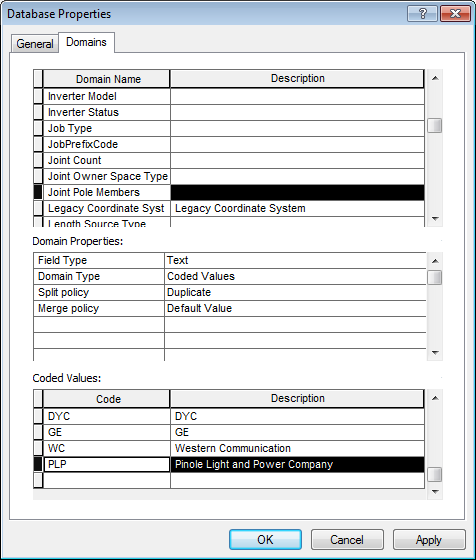 Database Properties
General Domains
Domain Name Description
Inverter Model
Inverter Status
Job Type
JobPrefixCode
Joint Count
Joint Owner Space Type
Joint Pole Members
Legacy Coordinate Syst Legacy Coordinate System
Length Source Type
Domain Properties:
Field Type Text
Domain Type Coded Values
Split policy Duplicate
Merge policy Default Value
Coded Values:
Code Description
DYC DYC
GE GE
WC Western Communication
PLP Pinole Light and Power Company
OK Cancel Apply